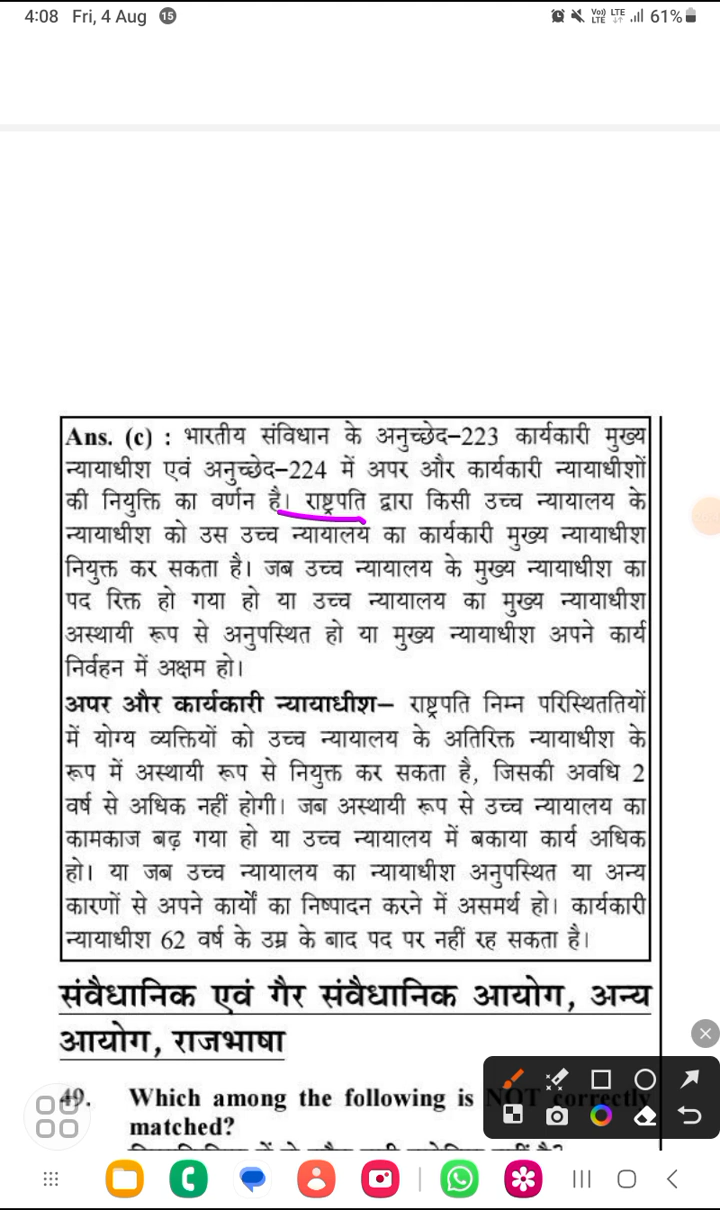 4:08 Fri, 4 Aug 15 Vo) LTE LTE 61%
Ans. (c) : भारतीय संविधान के अनुच्छेद–223 कार्यकारी मुख्य
न्यायाधीश एवं अनुच्छेद–224 में अपर और कार्यकारी न्यायाधीशों
की नियुक्ति का वर्णन है। राष्ट्रपति द्वारा किसी उच्च न्यायालय के
न्यायाधीश को उस उच्च न्यायालय का कार्यकारी मुख्य न्यायाधीश
नियुक्त कर सकता है। जब उच्च न्यायालय के मुख्य न्यायाधीश का
पद रिक्त हो गया हो या उच्च न्यायालय का मुख्य न्यायाधीश
अस्थायी रूप से अनुपस्थित हो या मुख्य न्यायाधीश अपने कार्य
निर्वहन में अक्षम हो।
अपर और कार्यकारी न्यायाधीश– राष्ट्रपति निम्न परिस्थिततियों
में योग्य व्यक्तियों को उच्च न्यायालय के अतिरिक्त न्यायाधीश के
रूप में अस्थायी रूप से नियुक्त कर सकता है, जिसकी अवधि 2
वर्ष से अधिक नहीं होगी। जब अस्थायी रूप से उच्च न्यायालय का
कामकाज बढ़ गया हो या उच्च न्यायालय में बकाया कार्य अधिक
हो। या जब उच्च न्यायालय का न्यायाधीश अनुपस्थित या अन्य
कारणों से अपने कार्यों का निष्पादन करने में असमर्थ हो। कार्यकारी
न्यायाधीश 62 वर्ष के उम्र के बाद पद पर नहीं रह सकता है।
संवैधानिक एवं गैर संवैधानिक आयोग, अन्य
आयोग, राजभाषा
49. Which among the following is NOT correctly
matched?